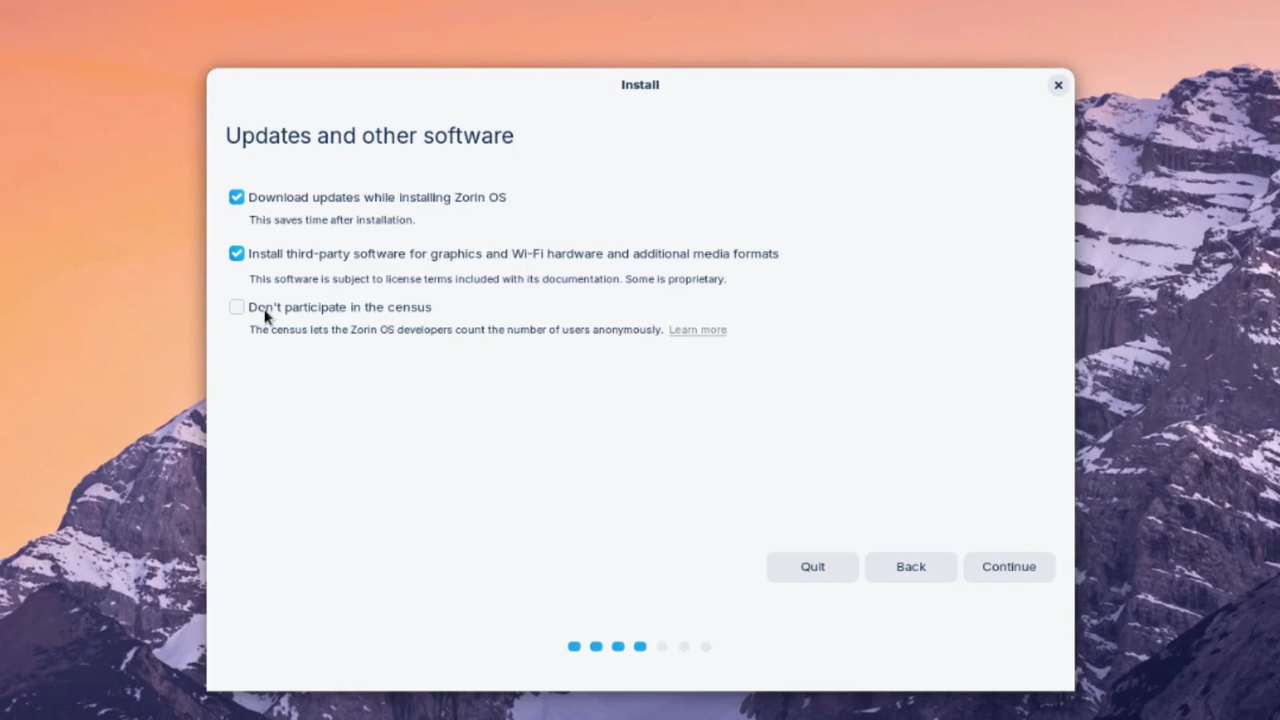 Install
Updates and other software
Download updates while installing Zorin OS
This saves time after installation.
Install third-party software for graphics and Wi-Fi hardware and additional media formats
This software is subject to license terms included with its documentation. Some is proprietary.
Don't participate in the census
The census lets the Zorin OS developers count the number of users anonymously. Learn more
Quit Back Continue